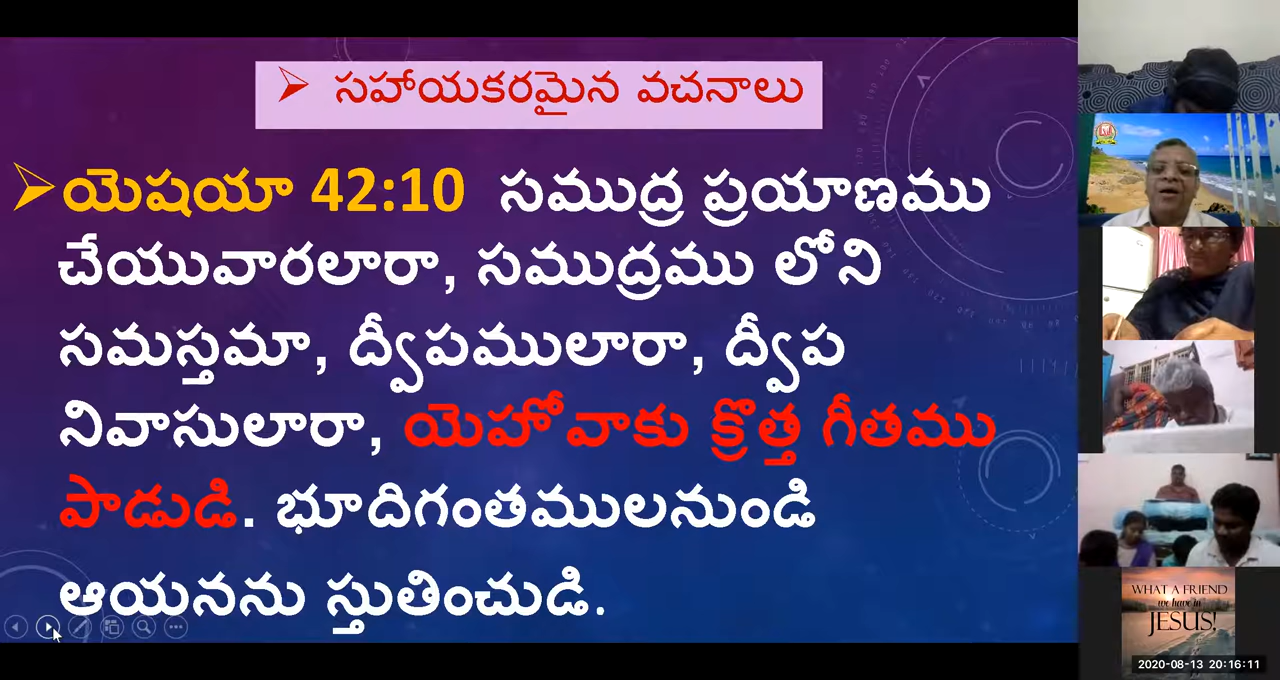 సహాయకరమైన వచనాలు
యెషయా 42:10 సముద్ర ప్రయాణము
చేయువారలారా, సముద్రము లోని
సమస్తమా, ద్వీపములారా, ద్వీప
నివాసులారా, యెహోవాకు క్రొత్త గీతము
పాడుడి. భూదిగంతములనుండి
ఆయనను స్తుతించుడి.
WHAT A FRIEND
we have in
JESUS!
2020-08-13 20:16:11